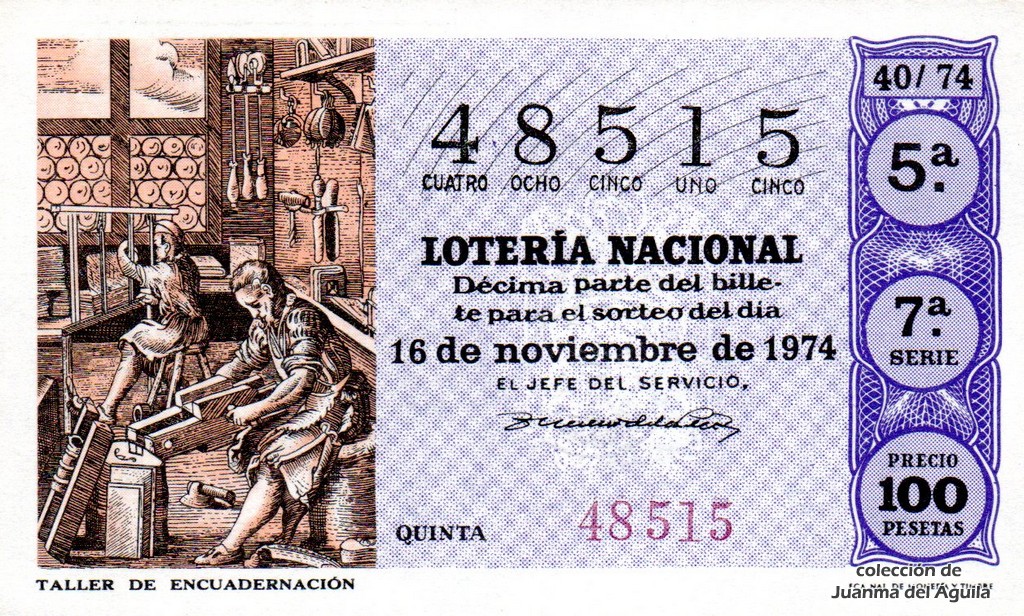 40/74
4 8 5 1 5
CUATRO OCHO CINCO UNO CINCO
5.ª
LOTERÍA NACIONAL
Décima parte del bille-
te para el sorteo del día
16 de noviembre de 1974
EL JEFE DEL SERVICIO,
7.ª
SERIE
PRECIO
100
PESETAS
QUINTA
48515
TALLER DE ENCUADERNACIÓN
colección de
Juanma del Aguila